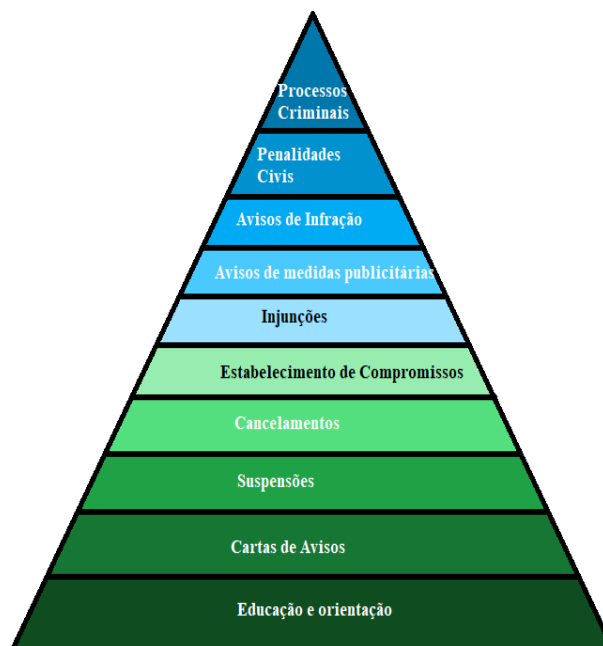 Processos
Criminais
Penalidades
Civis
Avisos de Infração
Avisos de medidas publicitárias
Injunções
Estabelecimento de Compromissos
Cancelamentos
Suspensões
Cartas de Avisos
Educação e orientação